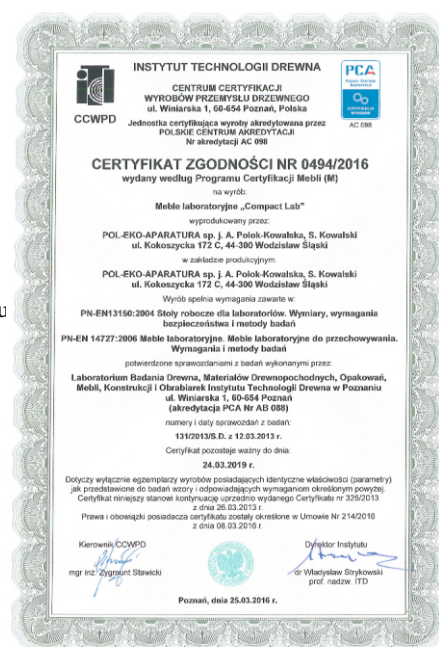 INSTYTUT TECHNOLOGII DREWNA
CENTRUM CERTYFIKACJI
WYROBÓW PRZEMYSŁU DRZEWNEGO
ul. Winiarska 1, 60-654 Poznań, Polska
Jednostka certyfikująca wyroby akredytowana przez
POLSKIE CENTRUM AKREDYTACJI
Nr akredytacji AC 098
CCWPD
PCA
POLSKIE CENTRUM
AKREDYTACJI
CERTYFIKACJA
WYROBÓW
AC 098
CERTYFIKAT ZGODNOŚCI NR 0494/2016
wydany według Programu Certyfikacji Mebli (M)
na wyrób:
Meble laboratoryjne „Compact Lab"
wyprodukowany przez:
POL-EKO-APARATURA sp. j. A. Polok-Kowalska, S. Kowalski
ul. Kokoszycka 172 C, 44-300 Wodzisław Śląski
w zakładzie produkcyjnym:
POL-EKO-APARATURA sp. j. A. Polok-Kowalska, S. Kowalski
ul. Kokoszycka 172 C, 44-300 Wodzisław Śląski
Wyrób spełnia wymagania zawarte w:
PN-EN13150:2004 Stoły robocze dla laboratoriów. Wymiary, wymagania
bezpieczeństwa i metody badań
PN-EN 14727:2006 Meble laboratoryjne. Meble laboratoryjne do przechowywania.
Wymagania i metody badań
potwierdzone sprawozdaniami z badań wykonanymi przez:
Laboratorium Badania Drewna, Materiałów Drewnopochodnych, Opakowań,
Mebli, Konstrukcji i Obrabiarek Instytutu Technologii Drewna w Poznaniu
ul. Winiarska 1, 60-654 Poznań
(akredytacja PCA Nr AB 088)
numery i daty sprawozdań z badań:
131/2013/S.D. z 12.03.2013 r.
Certyfikat pozostaje ważny do dnia:
24.03.2019 r.
Dotyczy wyłącznie egzemplarzy wyrobów posiadających identyczne właściwości (parametry)
jak przedstawione do badań wzory i odpowiadających wymaganiom określonym powyżej.
Certyfikat niniejszy stanowi kontynuację uprzednio wydanego Certyfikatu nr 325/2013
z dnia 26.03.2013 r.
Prawa i obowiązki posiadacza certyfikatu zostały określone w Umowie Nr 214/2016
z dnia 08.03.2016 r.
Kierownik CCWPD
mgr inż. Zygmunt Stawicki
Dyrektor Instytutu
dr Władysław Strykowski
prof. nadzw. ITD
Poznań, dnia 25.03.2016 r.